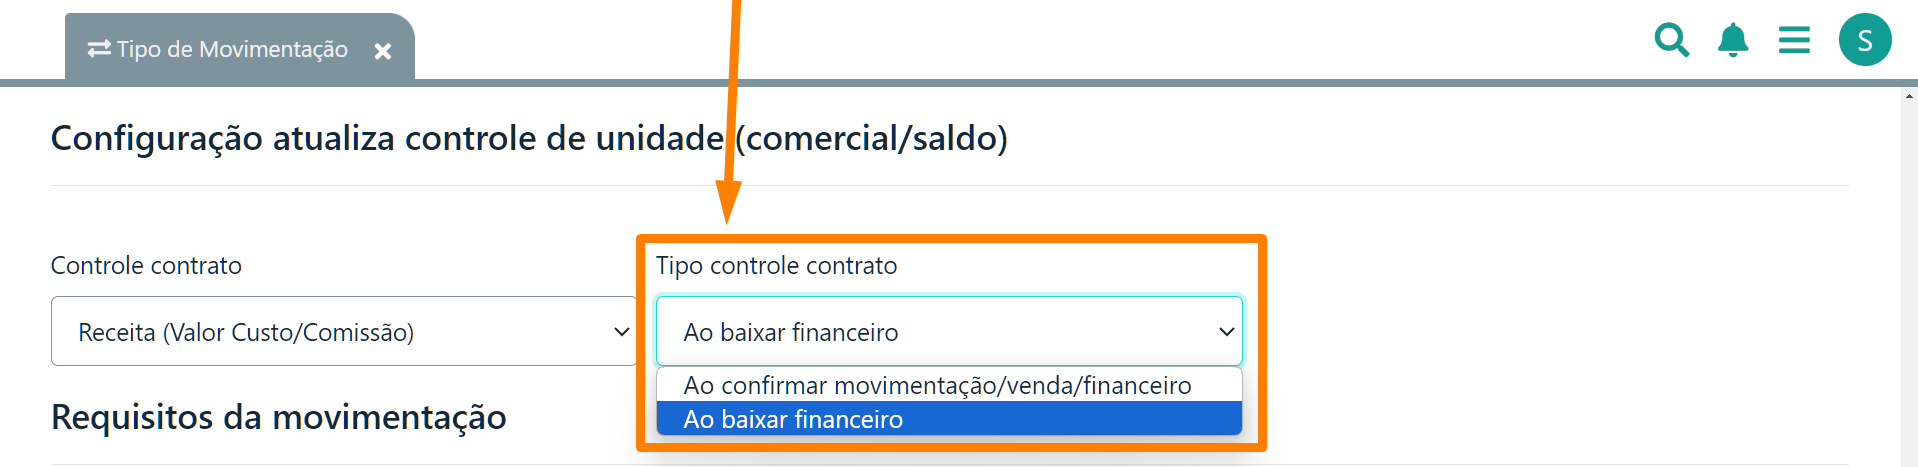 Tipo de Movimentação
S
Configuração atualiza controle de unidade (comercial/saldo)
Controle contrato
Tipo controle contrato
Receita (Valor Custo/Comissão)
Ao baixar financeiro
Ao confirmar movimentação/venda/financeiro
Ao baixar financeiro
Requisitos da movimentação